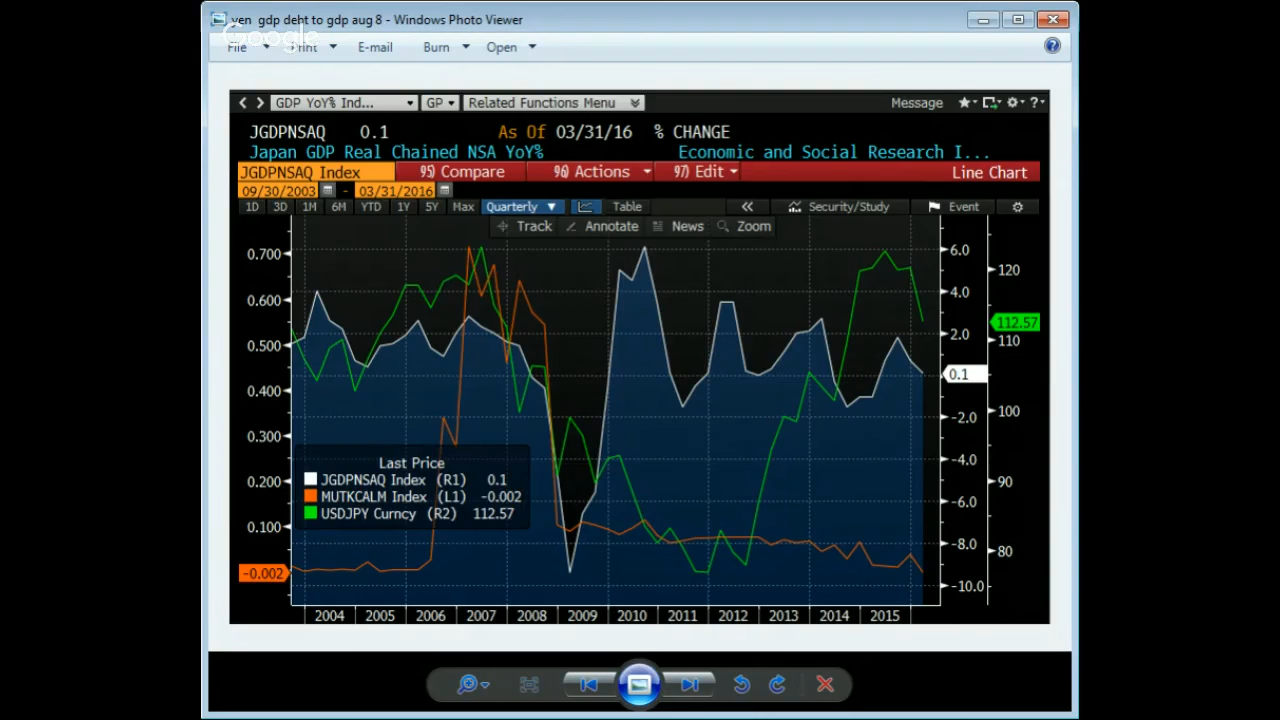 yen gdp debt to gdp aug 8 - Windows Photo Viewer
Google
File Print E-mail Burn Open
GDP YoY% Ind... GP Related Functions Menu Message
JGDPNSAQ 0.1 As Of 03/31/16 % CHANGE
Japan GDP Real Chained NSA YoY% Economic and Social Research I...
JGDPNSAQ Index 95) Compare 96) Actions 97) Edit Line Chart
09/30/2003 - 03/31/2016
1D 3D 1M 6M YTD 1Y 5Y Max Quarterly Table Security/Study Event
Track Annotate News Zoom
0.700
0.600
0.500
0.400
0.300
0.200
0.100
-0.002
6.0
4.0
2.0
0.1
-2.0
-4.0
-6.0
-8.0
-10.0
120
112.57
110
100
90
80
Last Price
JGDPNSAQ Index (R1) 0.1
MUTKCALM Index (L1) -0.002
USDJPY Curncy (R2) 112.57
2004 2005 2006 2007 2008 2009 2010 2011 2012 2013 2014 2015